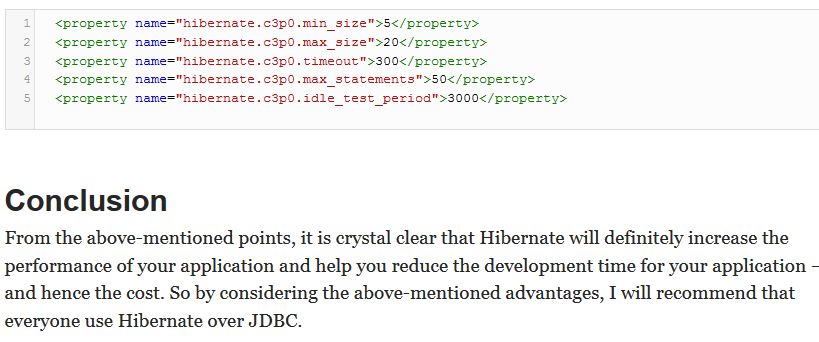 1 <property name="hibernate.c3p0.min_size">5</property>
2 <property name="hibernate.c3p0.max_size">20</property>
3 <property name="hibernate.c3p0.timeout">300</property>
4 <property name="hibernate.c3p0.max_statements">50</property>
5 <property name="hibernate.c3p0.idle_test_period">3000</property>
Conclusion
From the above-mentioned points, it is crystal clear that Hibernate will definitely increase the
performance of your application and help you reduce the development time for your application –
and hence the cost. So by considering the above-mentioned advantages, I will recommend that
everyone use Hibernate over JDBC.